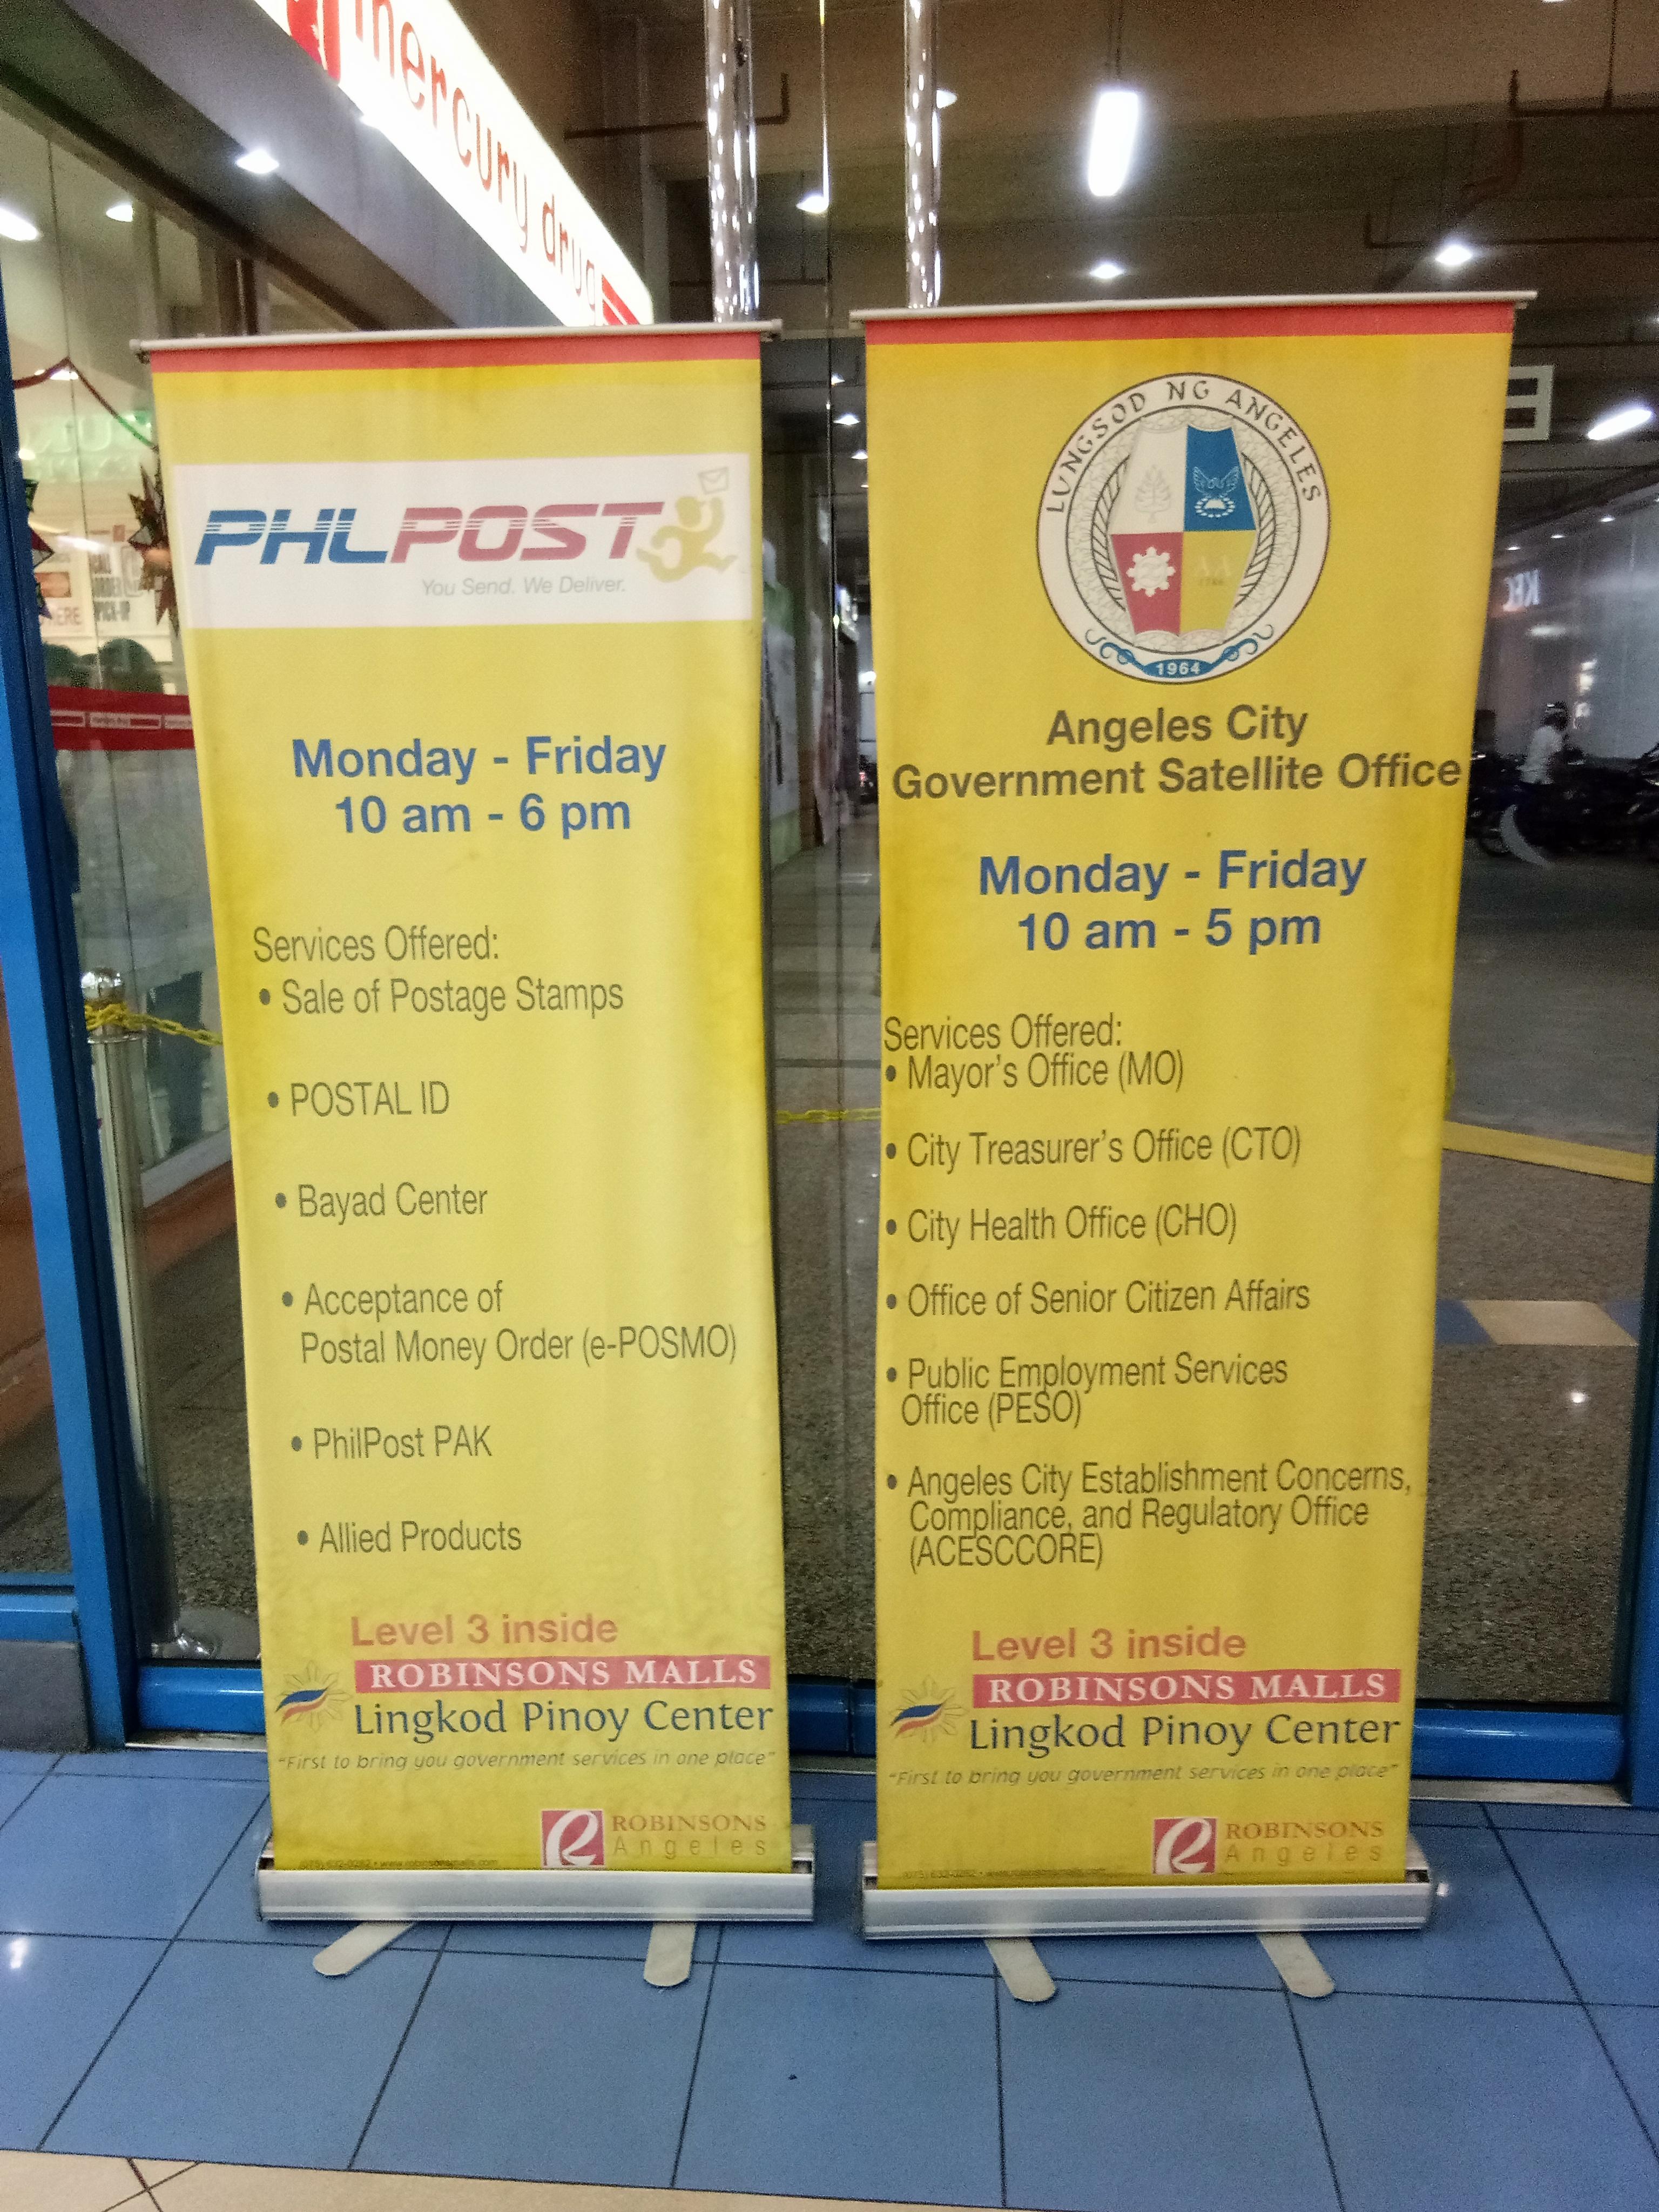 mercury drug
PHLPOST
You Send. We Deliver.
Monday - Friday
10 am - 6 pm
Services Offered:
• Sale of Postage Stamps
• POSTAL ID
• Bayad Center
• Acceptance of
Postal Money Order (e-POSMO)
• PhilPost PAK
• Allied Products
Level 3 inside
ROBINSONS MALLS
Lingkod Pinoy Center
"First to bring you government services in one place"
ROBINSONS
Angeles
LUNGSOD NG ANGELES
1964
Angeles City
Government Satellite Office
Monday - Friday
10 am - 5 pm
Services Offered:
• Mayor's Office (MO)
• City Treasurer's Office (CTO)
• City Health Office (CHO)
• Office of Senior Citizen Affairs
• Public Employment Services
Office (PESO)
• Angeles City Establishment Concerns,
Compliance, and Regulatory Office
(ACESCCORE)
Level 3 inside
ROBINSONS MALLS
Lingkod Pinoy Center
"First to bring you government services in one place"
ROBINSONS
Angeles
KFC